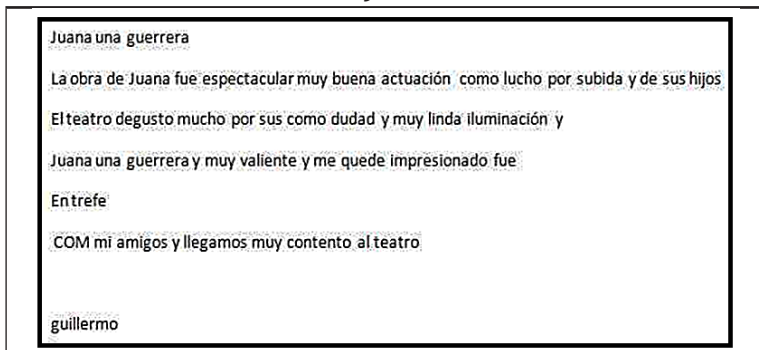 Juana una guerrera
La obra de Juana fue espectacular muy buena actuación como lucho por subida y de sus hijos
El teatro degusto mucho por sus como dudad y muy linda iluminación y
Juana una guerrera y muy valiente y me quede impresionado fue
En trefe
COM mi amigos y llegamos muy contento al teatro
guillermo